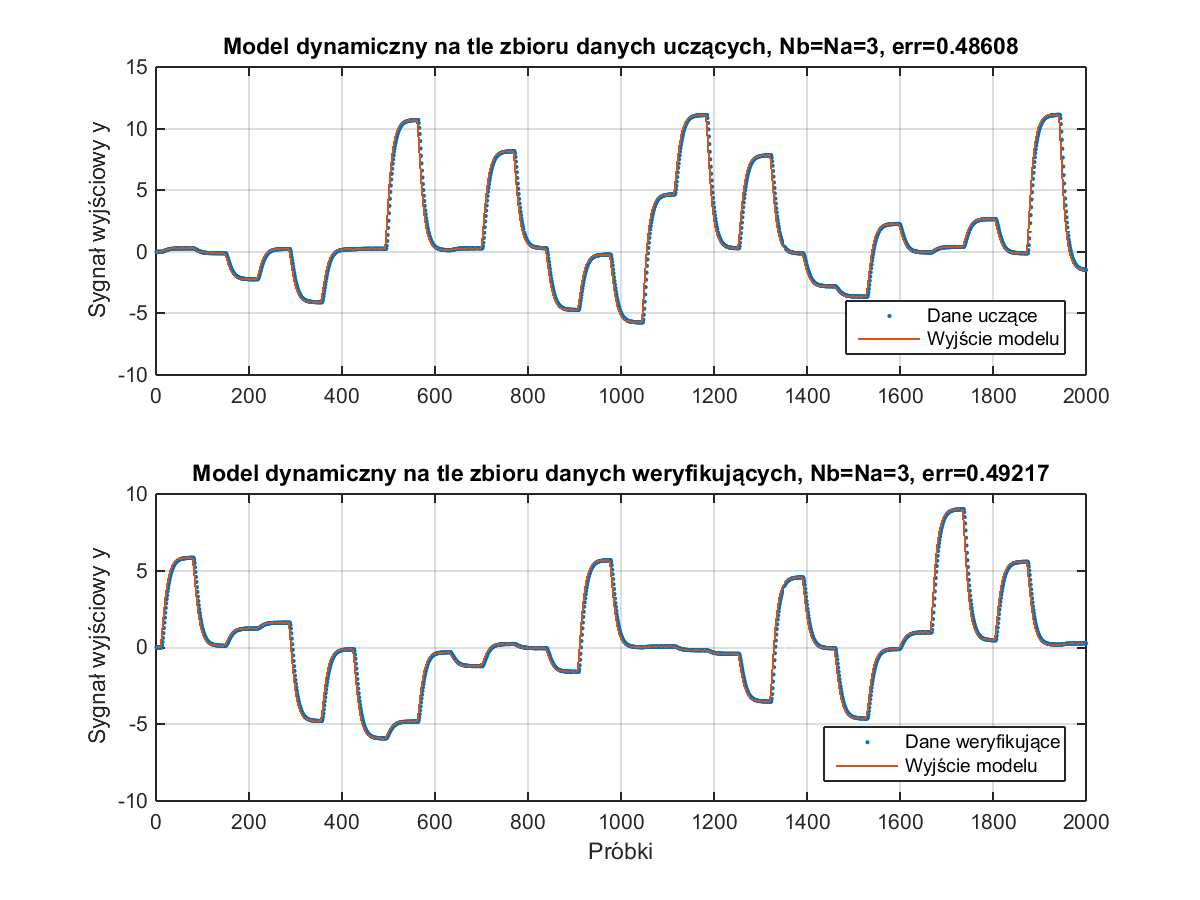 Model dynamiczny na tle zbioru danych uczących, Nb=Na=3, err=0.48608
Sygnał wyjściowy y
15
10
5
0
-5
-10
0 200 400 600 800 1000 1200 1400 1600 1800 2000
Dane uczące
Wyjście modelu
Model dynamiczny na tle zbioru danych weryfikujących, Nb=Na=3, err=0.49217
Sygnał wyjściowy y
10
5
0
-5
-10
0 200 400 600 800 1000 1200 1400 1600 1800 2000
Dane weryfikujące
Wyjście modelu
Próbki